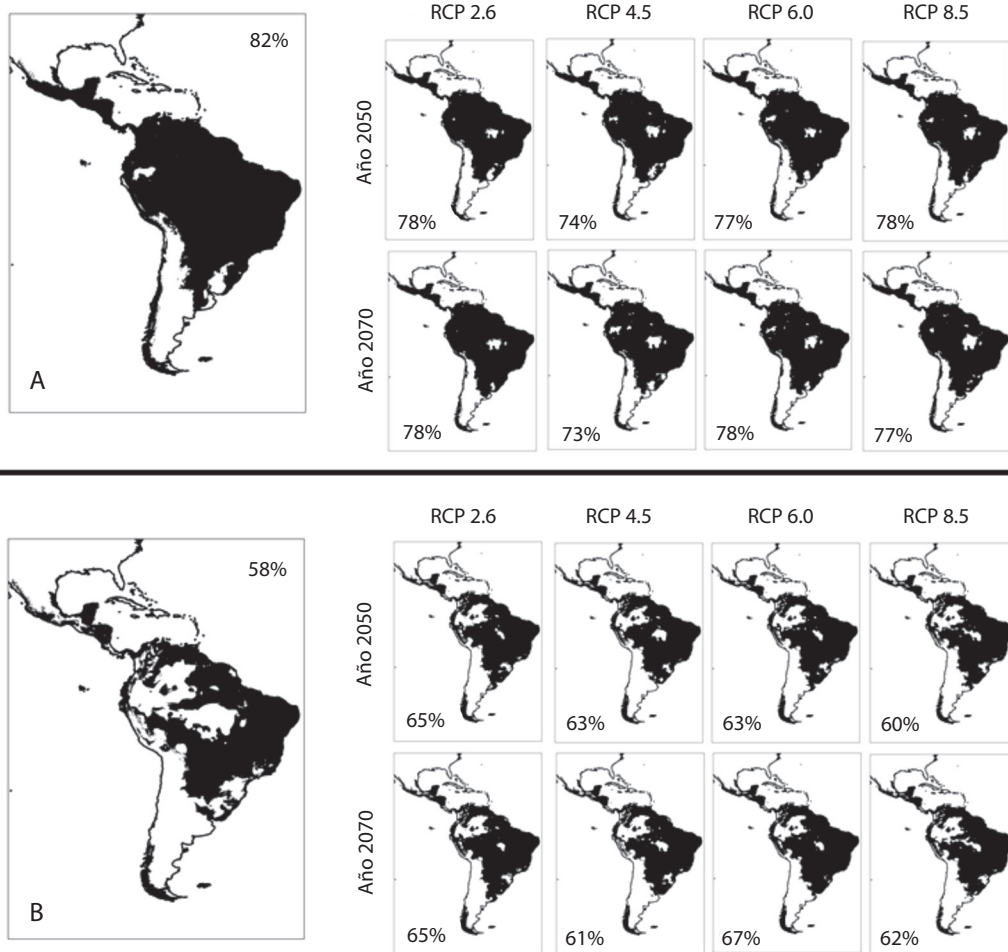 82%
A
RCP 2.6 RCP 4.5 RCP 6.0 RCP 8.5
Año 2050
78% 74% 77% 78%
Año 2070
78% 73% 78% 77%
58%
B
RCP 2.6 RCP 4.5 RCP 6.0 RCP 8.5
Año 2050
65% 63% 63% 60%
Año 2070
65% 61% 67% 62%